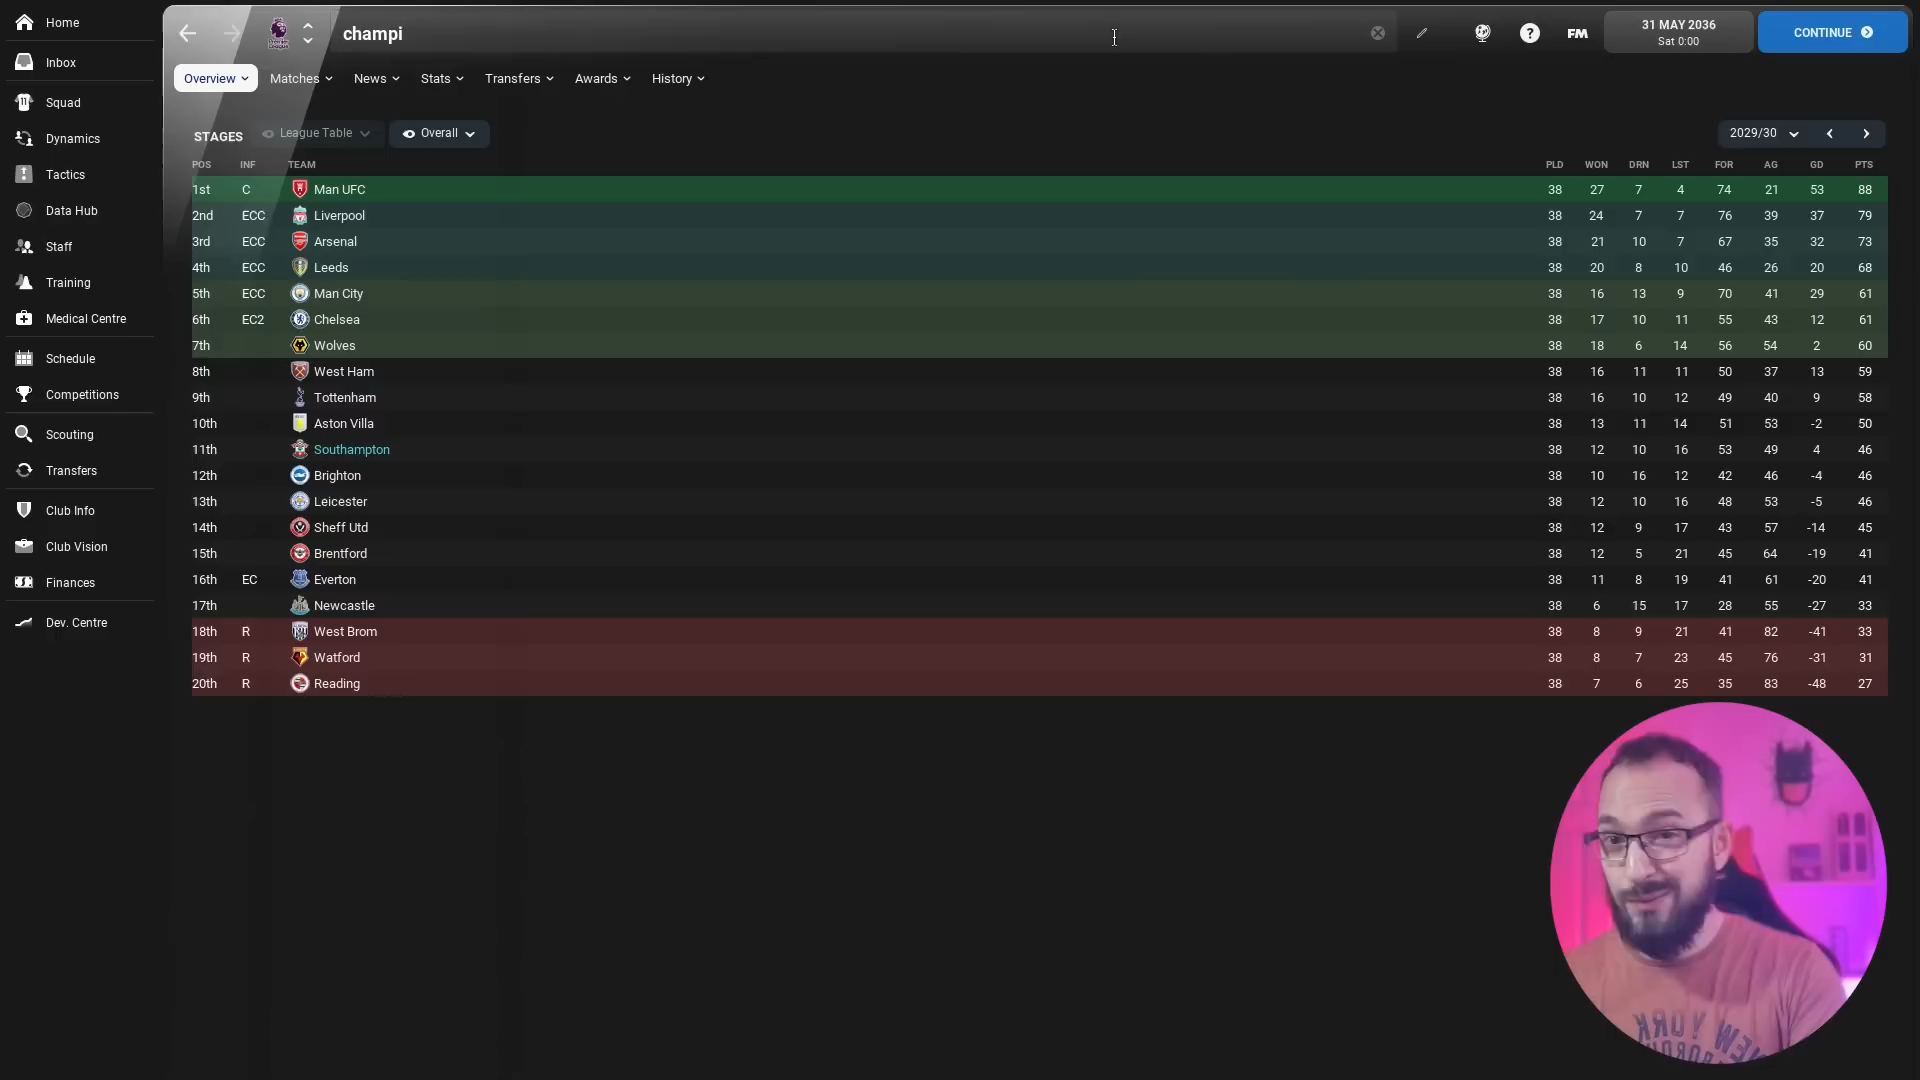 Home
Inbox
Squad
Dynamics
Tactics
Data Hub
Staff
Training
Medical Centre
Schedule
Competitions
Scouting
Transfers
Club Info
Club Vision
Finances
Dev. Centre
champi
FM
31 MAY 2036
Sat 0:00
CONTINUE
Overview Matches News Stats Transfers Awards History
STAGES League Table Overall 2029/30
POS INF TEAM PLD WON DRN LST FOR AG GD PTS
1st C Man UFC 38 27 7 4 74 21 53 88
2nd ECC Liverpool 38 24 7 7 76 39 37 79
3rd ECC Arsenal 38 21 10 7 67 35 32 73
4th ECC Leeds 38 20 8 10 46 26 20 68
5th ECC Man City 38 16 13 9 70 41 29 61
6th EC2 Chelsea 38 17 10 11 55 43 12 61
7th Wolves 38 18 6 14 56 54 2 60
8th West Ham 38 16 11 11 50 37 13 59
9th Tottenham 38 16 10 12 49 40 9 58
10th Aston Villa 38 13 11 14 51 53 -2 50
11th Southampton 38 12 10 16 53 49 4 46
12th Brighton 38 10 16 12 42 46 -4 46
13th Leicester 38 12 10 16 48 53 -5 46
14th Sheff Utd 38 12 9 17 43 57 -14 45
15th Brentford 38 12 5 21 45 64 -19 41
16th EC Everton 38 11 8 19 41 61 -20 41
17th Newcastle 38 6 15 17 28 55 -27 33
18th R West Brom 38 8 9 21 41 82 -41 33
19th R Watford 38 8 7 23 45 76 -31 31
20th R Reading 38 7 6 25 35 83 -48 27
NEW YORK